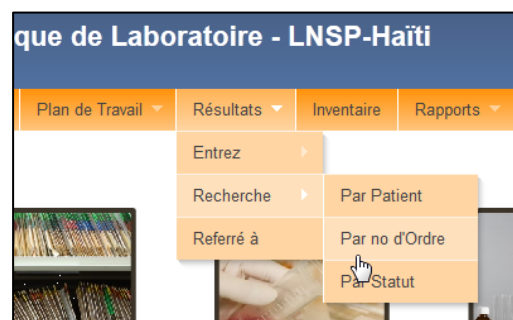 que de Laboratoire - LNSP-Haïti
Plan de Travail Résultats Inventaire Rapports
Entrez
Recherche Par Patient
Referré à Par no d'Ordre
Par Statut